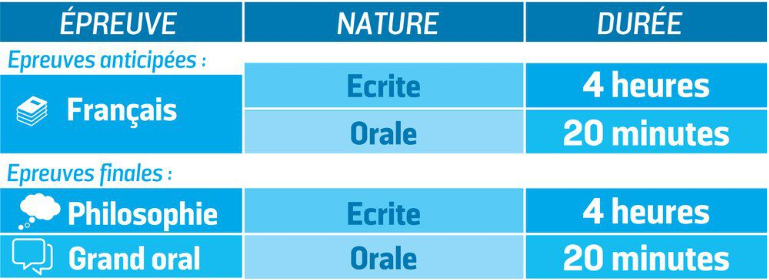 ÉPREUVE NATURE DURÉE
Epreuves anticipées :
Français
Ecrite 4 heures
Orale 20 minutes
Epreuves finales :
Philosophie Ecrite 4 heures
Grand oral Orale 20 minutes